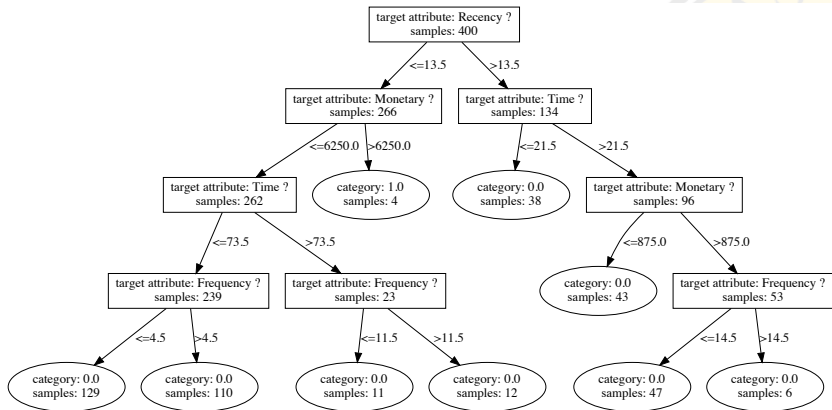 target attribute: Recency ?
samples: 400
<=13.5
>13.5
target attribute: Monetary ?
samples: 266
target attribute: Time ?
samples: 134
<=6250.0
>6250.0
<=21.5
>21.5
target attribute: Time ?
samples: 262
category: 1.0
samples: 4
category: 0.0
samples: 38
target attribute: Monetary ?
samples: 96
<=73.5
>73.5
<=875.0
>875.0
target attribute: Frequency ?
samples: 239
target attribute: Frequency ?
samples: 23
category: 0.0
samples: 43
target attribute: Frequency ?
samples: 53
<=4.5
>4.5
<=11.5
>11.5
<=14.5
>14.5
category: 0.0
samples: 129
category: 0.0
samples: 110
category: 0.0
samples: 11
category: 0.0
samples: 12
category: 0.0
samples: 47
category: 0.0
samples: 6